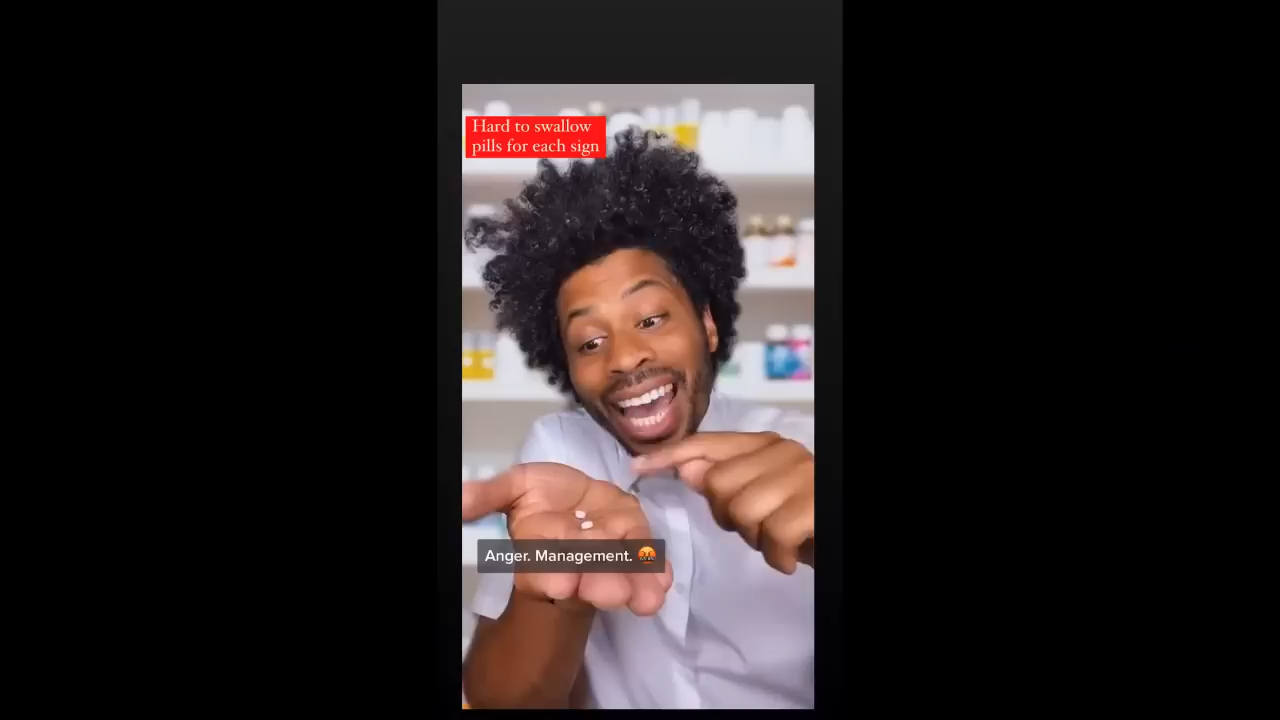 Hard to swallow
pills for each sign
Anger. Management. 🤬